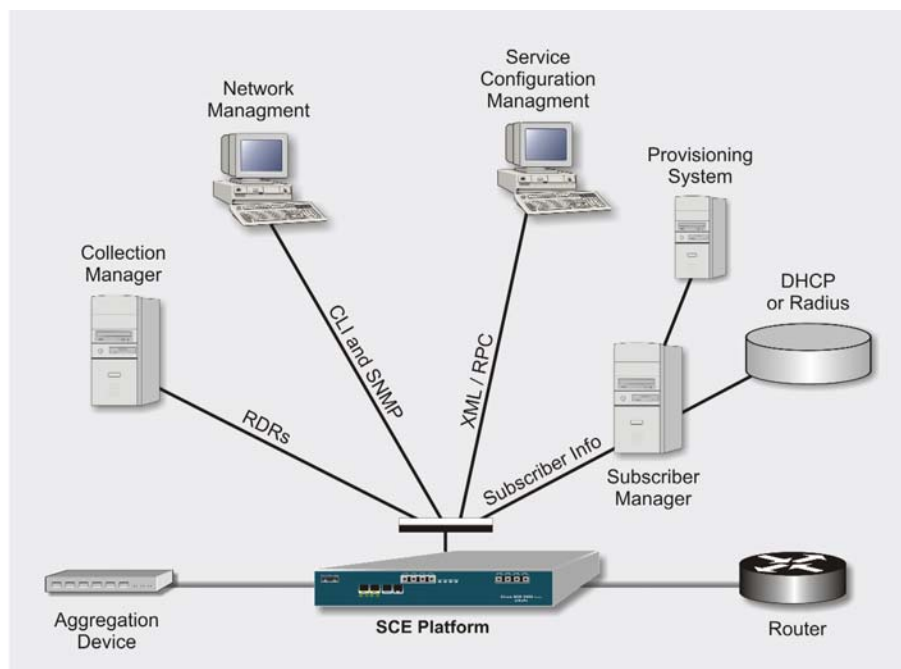 Network
Managment
Service
Configuration
Managment
Provisioning
System
Collection
Manager
DHCP
or Radius
CLI and SNMP
XML / RPC
RDRs
Subscriber Info
Subscriber
Manager
Aggregation
Device
SCE Platform
Router